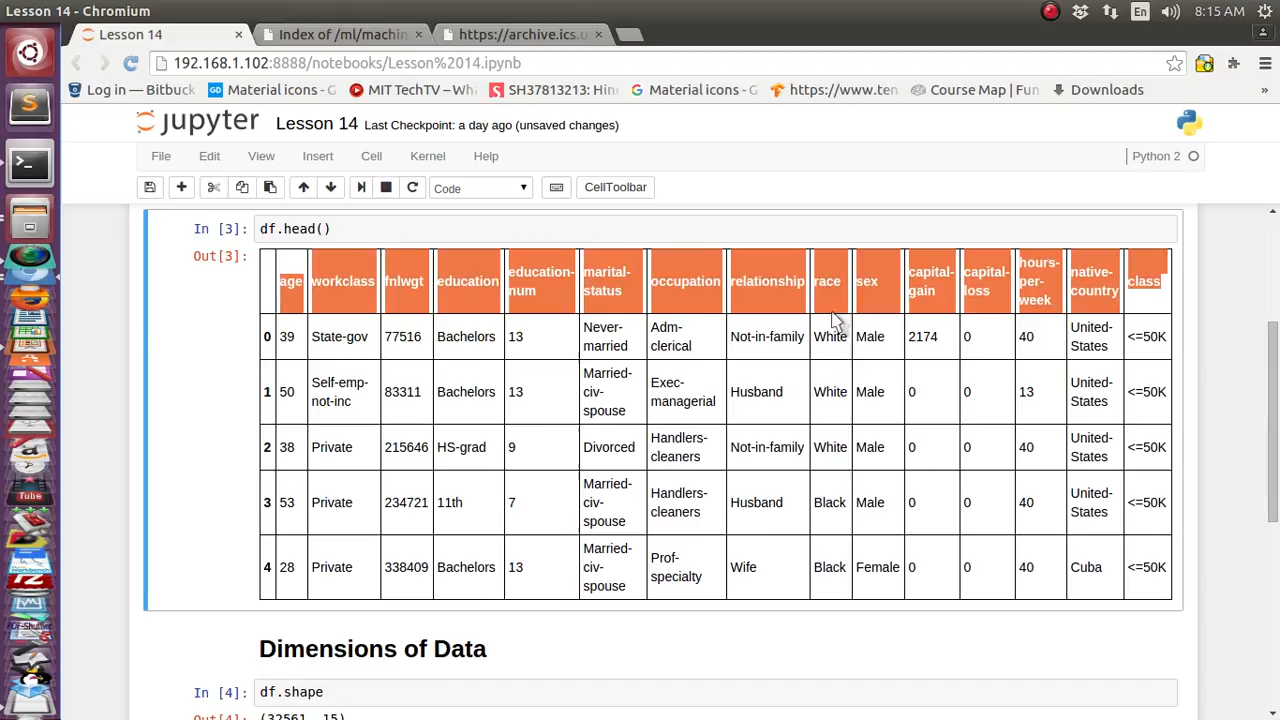 Lesson 14 - Chromium
En
8:15 AM
Lesson 14
Index of /ml/machin
https://archive.ics.u
192.168.1.102:8888/notebooks/Lesson%2014.ipynb
Log in — Bitbuck
Material icons - G
MIT TechTV – Wha
SH37813213: Hin
Material icons - G
https://www.ten
Course Map | Fun
Downloads
»
jupyter
Lesson 14
Last Checkpoint: a day ago (unsaved changes)
File
Edit
View
Insert
Cell
Kernel
Help
Python 2
Code
CellToolbar
In [3]:
df.head()
Out[3]:
age workclass fnlwgt education education-num marital-status occupation relationship race sex capital-gain capital-loss hours-per-week native-country class
0 39 State-gov 77516 Bachelors 13 Never-married Adm-clerical Not-in-family White Male 2174 0 40 United-States <=50K
1 50 Self-emp-not-inc 83311 Bachelors 13 Married-civ-spouse Exec-managerial Husband White Male 0 0 13 United-States <=50K
2 38 Private 215646 HS-grad 9 Divorced Handlers-cleaners Not-in-family White Male 0 0 40 United-States <=50K
3 53 Private 234721 11th 7 Married-civ-spouse Handlers-cleaners Husband Black Male 0 0 40 United-States <=50K
4 28 Private 338409 Bachelors 13 Married-civ-spouse Prof-specialty Wife Black Female 0 0 40 Cuba <=50K
Dimensions of Data
In [4]:
df.shape
Out[4]:
(32561, 15)
Tube
PDF-Shuffler